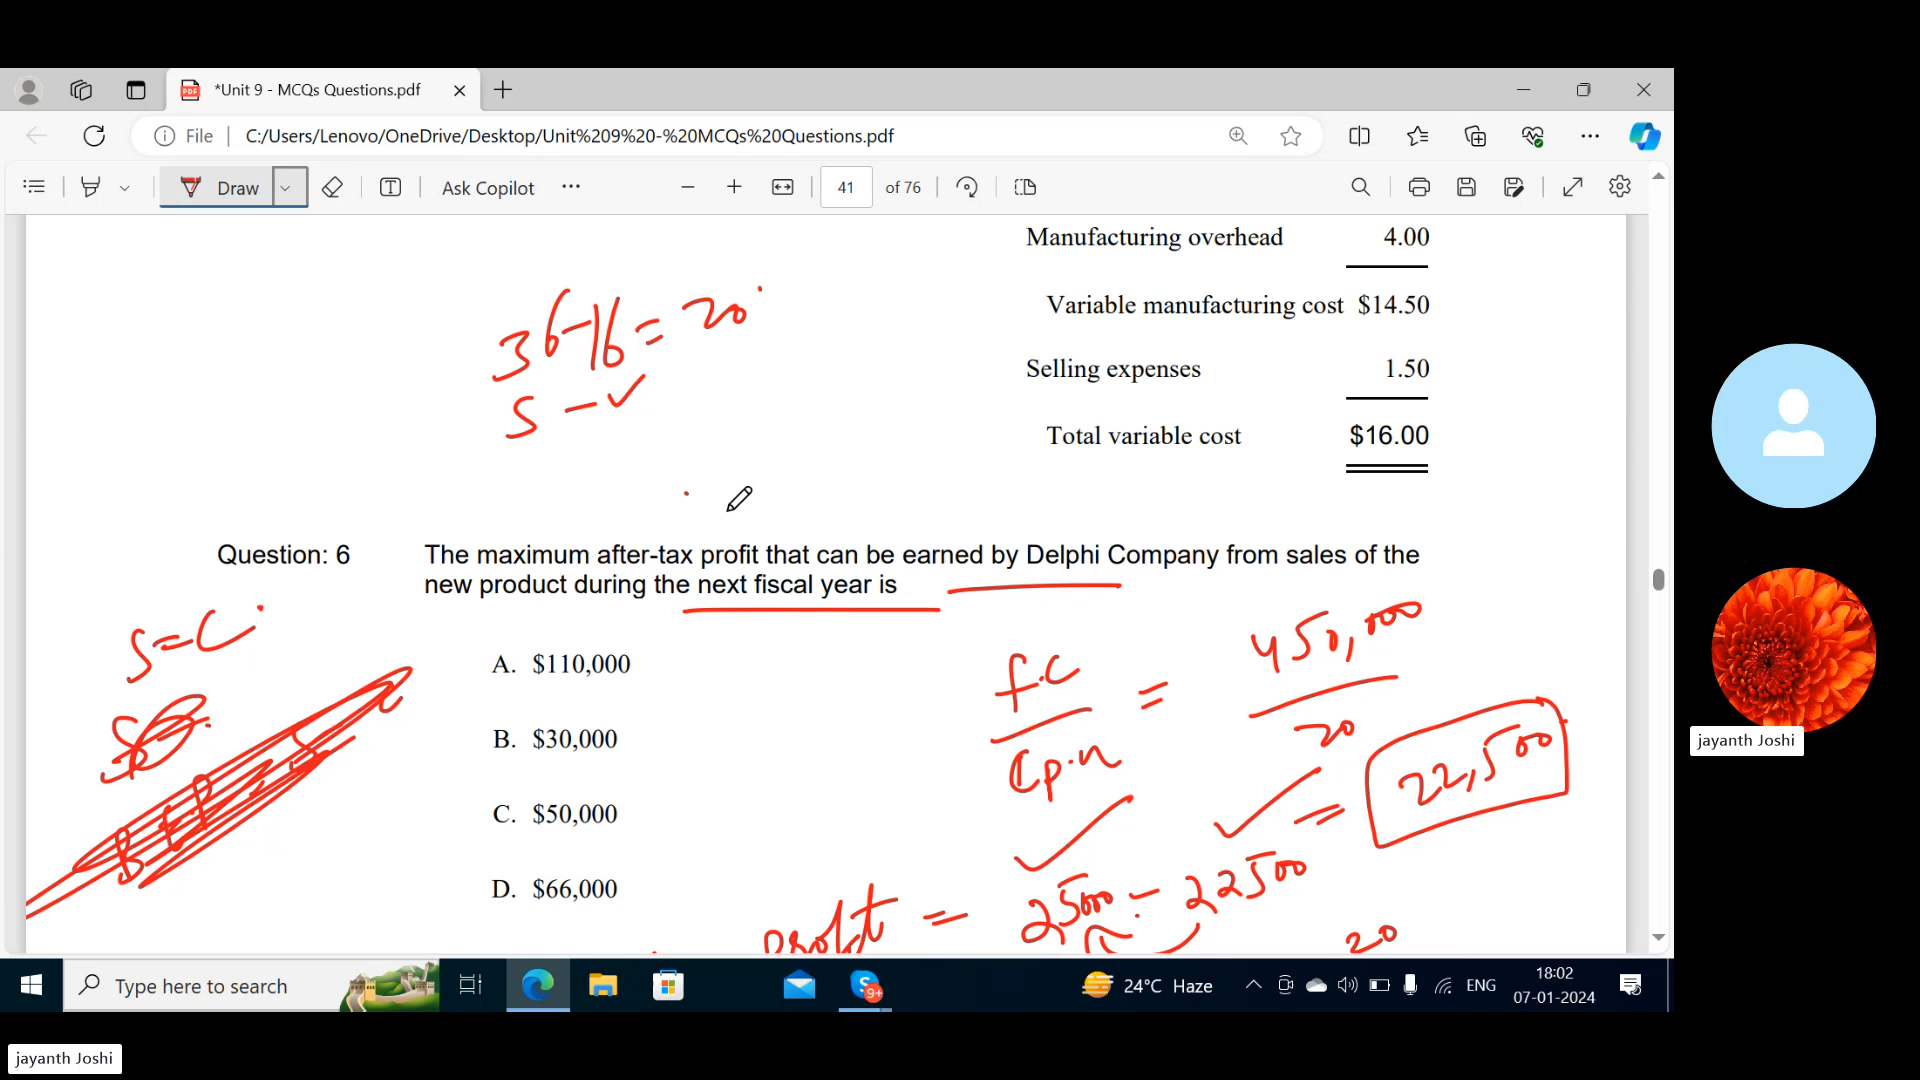 *Unit 9 - MCQs Questions.pdf
File
C:/Users/Lenovo/OneDrive/Desktop/Unit%209%20-%20MCQs%20Questions.pdf
Draw
T
Ask Copilot
41 of 76
Manufacturing overhead 4.00
Variable manufacturing cost $14.50
Selling expenses 1.50
Total variable cost $16.00
36-16=20
S -
Question: 6 The maximum after-tax profit that can be earned by Delphi Company from sales of the
new product during the next fiscal year is
A. $110,000
B. $30,000
C. $50,000
D. $66,000
S=C
BEP
f.c = 450,000
Cp.u 20
= 22,500
profit = 25000 - 22500
20
Type here to search
9+
24°C Haze
ENG
18:02
07-01-2024
jayanth Joshi
jayanth Joshi